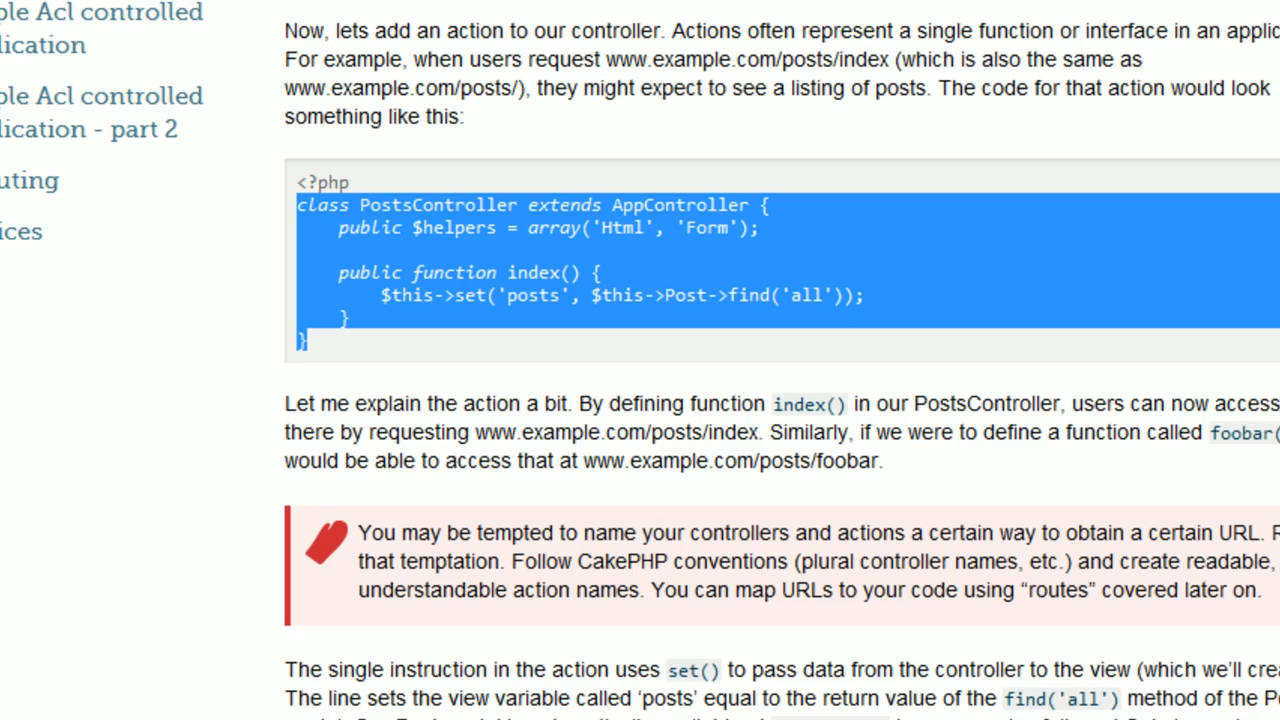 ple Acl controlled
lication
ple Acl controlled
lication - part 2
uting
ices
Now, lets add an action to our controller. Actions often represent a single function or interface in an applic
For example, when users request www.example.com/posts/index (which is also the same as
www.example.com/posts/), they might expect to see a listing of posts. The code for that action would look
something like this:
<?php
class PostsController extends AppController {
    public $helpers = array('Html', 'Form');
    public function index() {
        $this->set('posts', $this->Post->find('all'));
    }
}
Let me explain the action a bit. By defining function index() in our PostsController, users can now access
there by requesting www.example.com/posts/index. Similarly, if we were to define a function called foobar(
would be able to access that at www.example.com/posts/foobar.
You may be tempted to name your controllers and actions a certain way to obtain a certain URL.
that temptation. Follow CakePHP conventions (plural controller names, etc.) and create readable,
understandable action names. You can map URLs to your code using “routes” covered later on.
The single instruction in the action uses set() to pass data from the controller to the view (which we’ll cre
The line sets the view variable called ‘posts’ equal to the return value of the find('all') method of the P